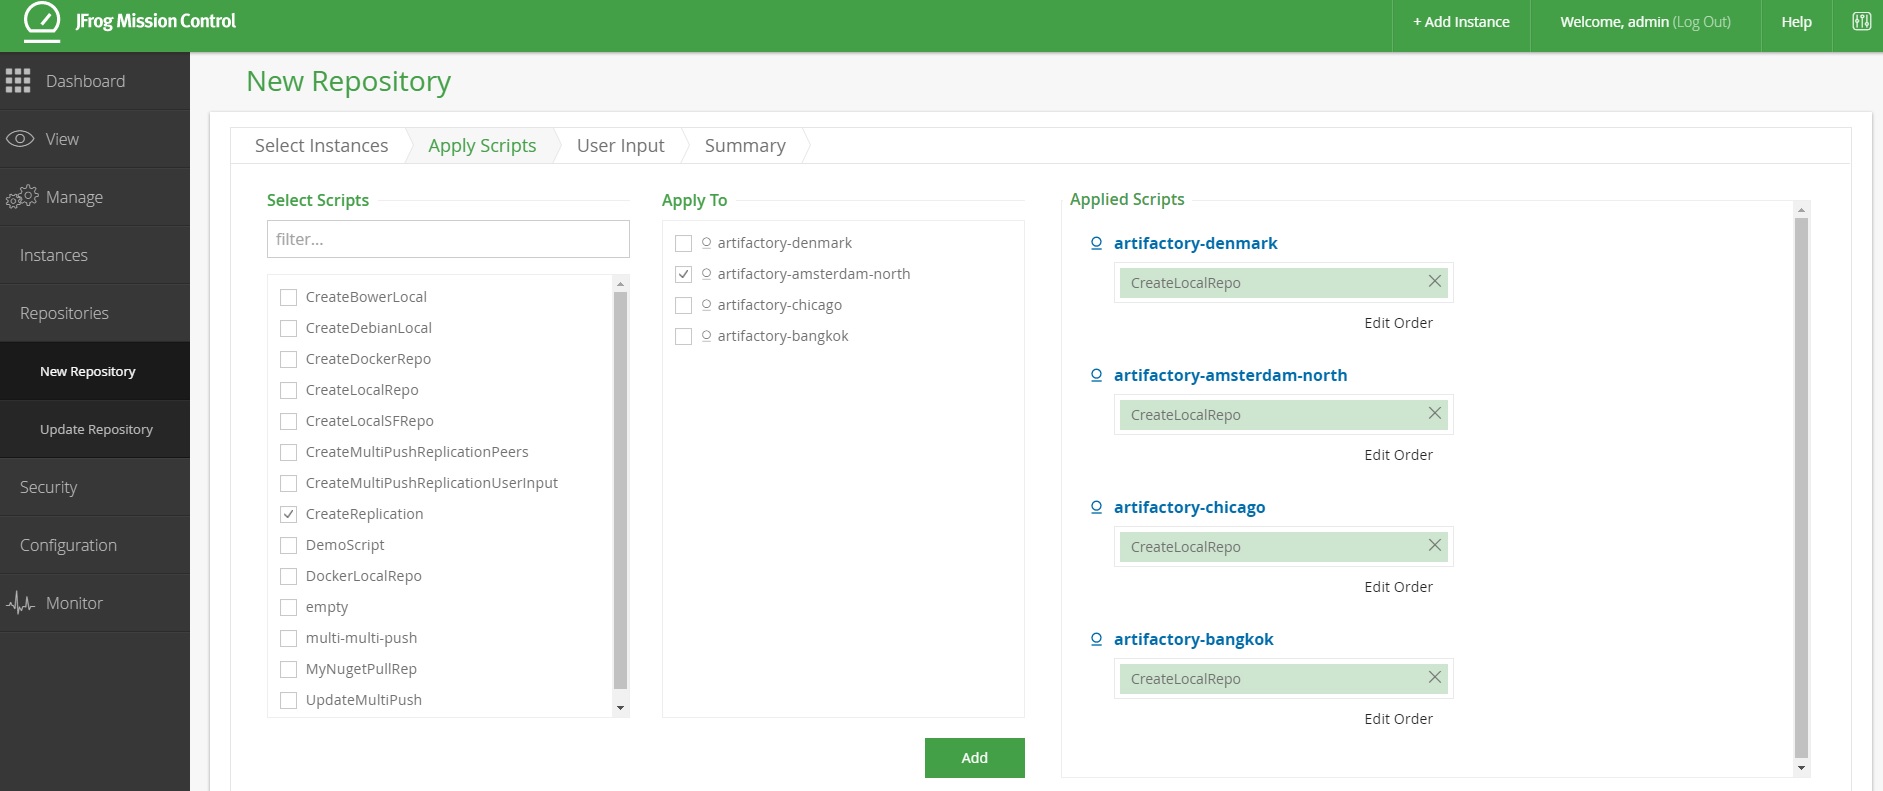 JFrog Mission Control
+ Add Instance
Welcome, admin (Log Out)
Help
Dashboard
View
Manage
Instances
Repositories
New Repository
Update Repository
Security
Configuration
Monitor
New Repository
Select Instances
Apply Scripts
User Input
Summary
Select Scripts
filter...
CreateBowerLocal
CreateDebianLocal
CreateDockerRepo
CreateLocalRepo
CreateLocalSFRepo
CreateMultiPushReplicationPeers
CreateMultiPushReplicationUserInput
CreateReplication
DemoScript
DockerLocalRepo
empty
multi-multi-push
MyNugetPullRep
UpdateMultiPush
Apply To
artifactory-denmark
artifactory-amsterdam-north
artifactory-chicago
artifactory-bangkok
Add
Applied Scripts
artifactory-denmark
CreateLocalRepo
Edit Order
artifactory-amsterdam-north
CreateLocalRepo
Edit Order
artifactory-chicago
CreateLocalRepo
Edit Order
artifactory-bangkok
CreateLocalRepo
Edit Order